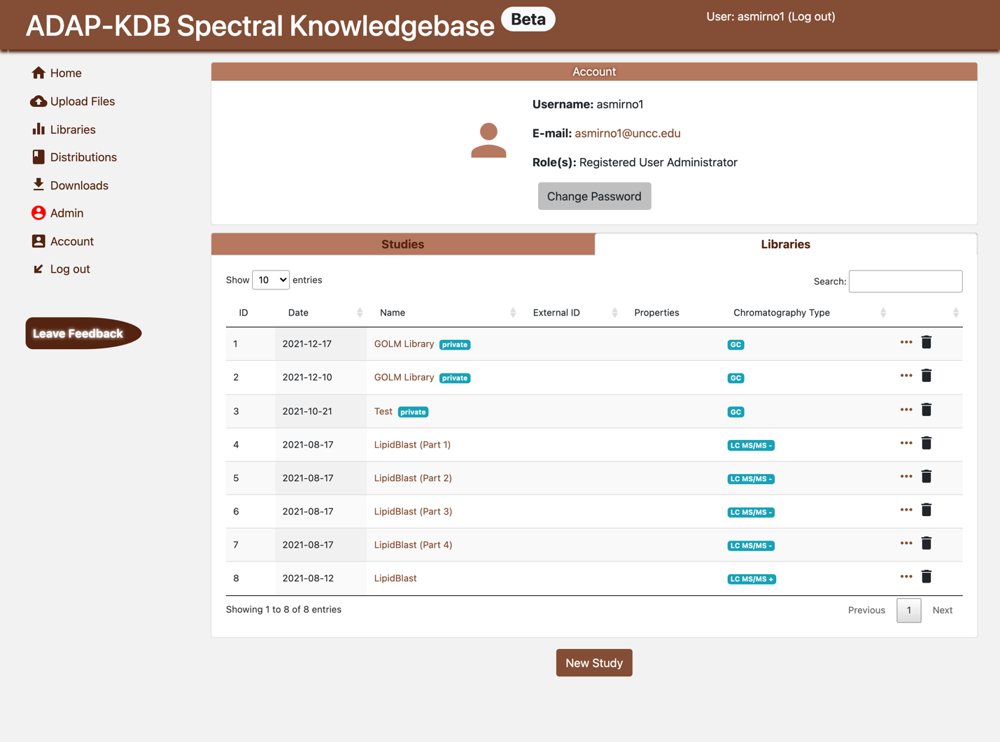 ADAP-KDB Spectral Knowledgebase Beta
User: asmirno1 (Log out)
Home
Upload Files
Libraries
Distributions
Downloads
Admin
Account
Log out
Leave Feedback
Account
Username: asmirno1
E-mail: asmirno1@uncc.edu
Role(s): Registered User Administrator
Change Password
Studies Libraries
Show 10 entries Search:
ID Date Name External ID Properties Chromatography Type
1 2021-12-17 GOLM Library private GC
2 2021-12-10 GOLM Library private GC
3 2021-10-21 Test private GC
4 2021-08-17 LipidBlast (Part 1) LC MS/MS -
5 2021-08-17 LipidBlast (Part 2) LC MS/MS -
6 2021-08-17 LipidBlast (Part 3) LC MS/MS -
7 2021-08-17 LipidBlast (Part 4) LC MS/MS -
8 2021-08-12 LipidBlast LC MS/MS +
Showing 1 to 8 of 8 entries Previous 1 Next
New Study